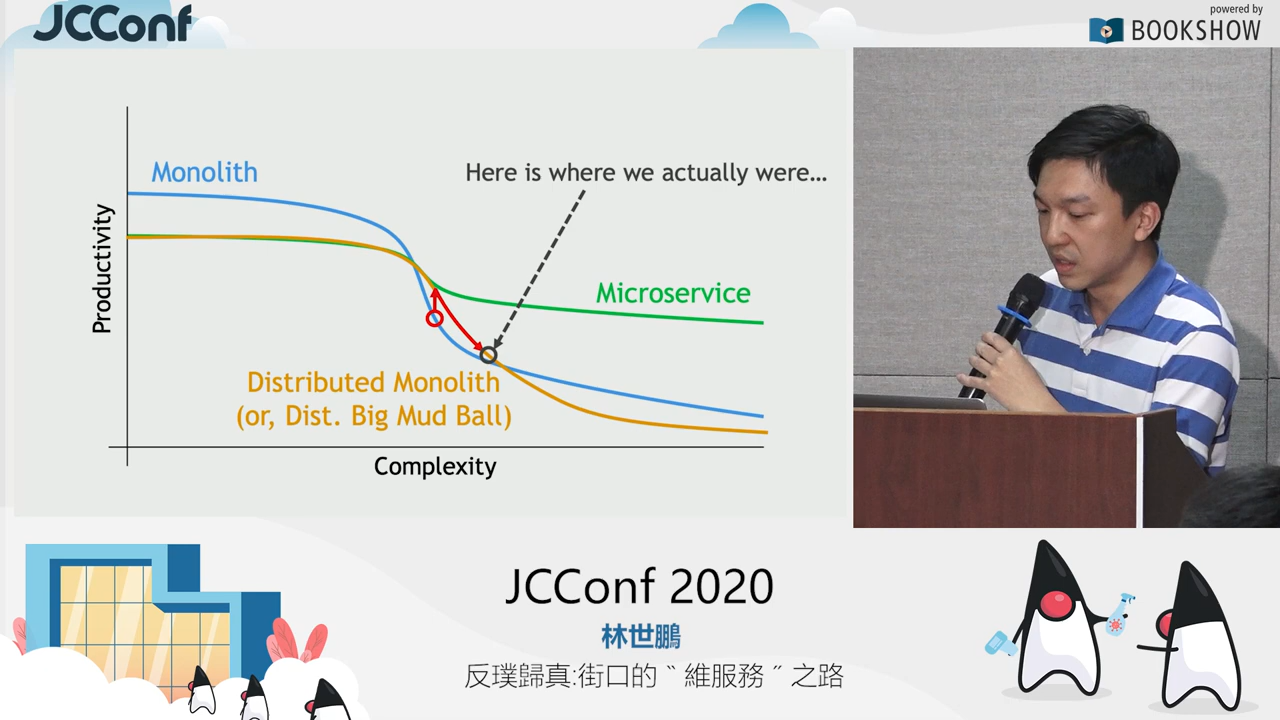 JCConf
powered by
BOOKSHOW
Monolith
Here is where we actually were...
Productivity
Microservice
Distributed Monolith
(or, Dist. Big Mud Ball)
Complexity
JCConf 2020
林世鵬
反璞歸真:街口的〝維服務〞之路